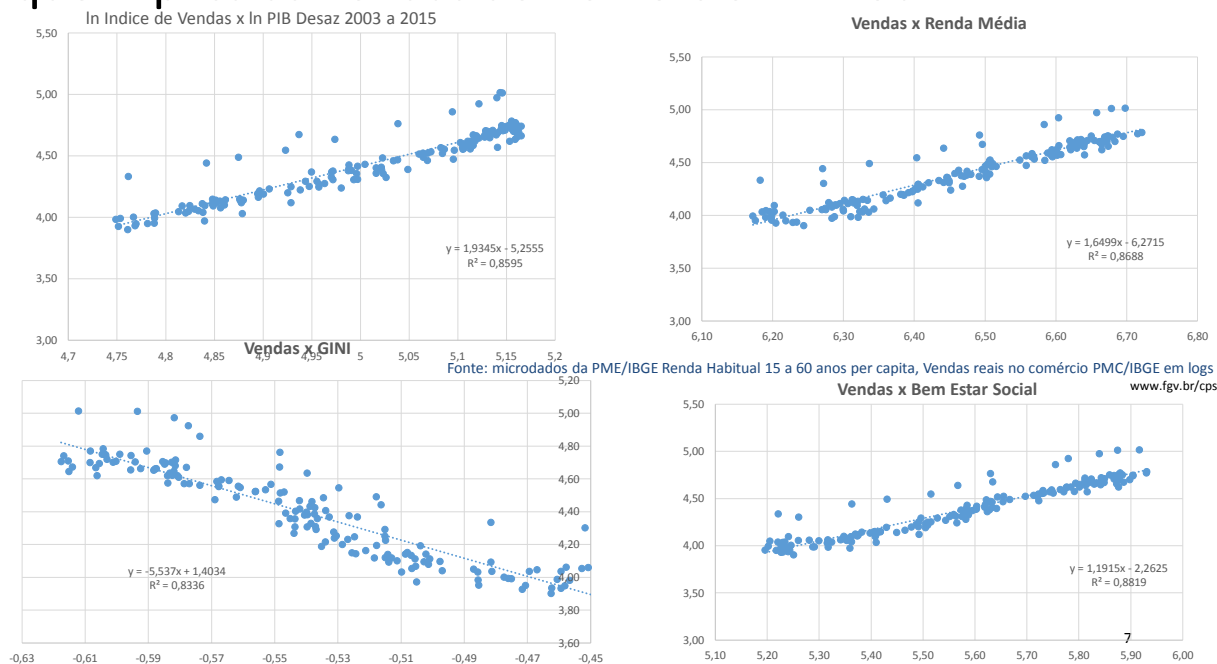 ln Indice de Vendas x ln PIB Desaz 2003 a 2015
5,50
5,00
4,50
4,00
3,50
3,00
4,7 4,75 4,8 4,85 4,9 4,95 5 5,05 5,1 5,15 5,2
y = 1,9345x - 5,2555
R² = 0,8595
Vendas x Renda Média
5,50
5,00
4,50
4,00
3,50
3,00
6,10 6,20 6,30 6,40 6,50 6,60 6,70 6,80
y = 1,6499x - 6,2715
R² = 0,8688
Vendas x GINI
Fonte: microdados da PME/IBGE Renda Habitual 15 a 60 anos per capita, Vendas reais no comércio PMC/IBGE em logs
www.fgv.br/cps
5,20
5,00
4,80
4,60
4,40
4,20
4,00
3,80
3,60
-0,63 -0,61 -0,59 -0,57 -0,55 -0,53 -0,51 -0,49 -0,47 -0,45
y = -5,537x + 1,4034
R² = 0,8336
Vendas x Bem Estar Social
5,50
5,00
4,50
4,00
3,50
3,00
5,10 5,20 5,30 5,40 5,50 5,60 5,70 5,80 5,90 6,00
y = 1,1915x - 2,2625
R² = 0,8819
7